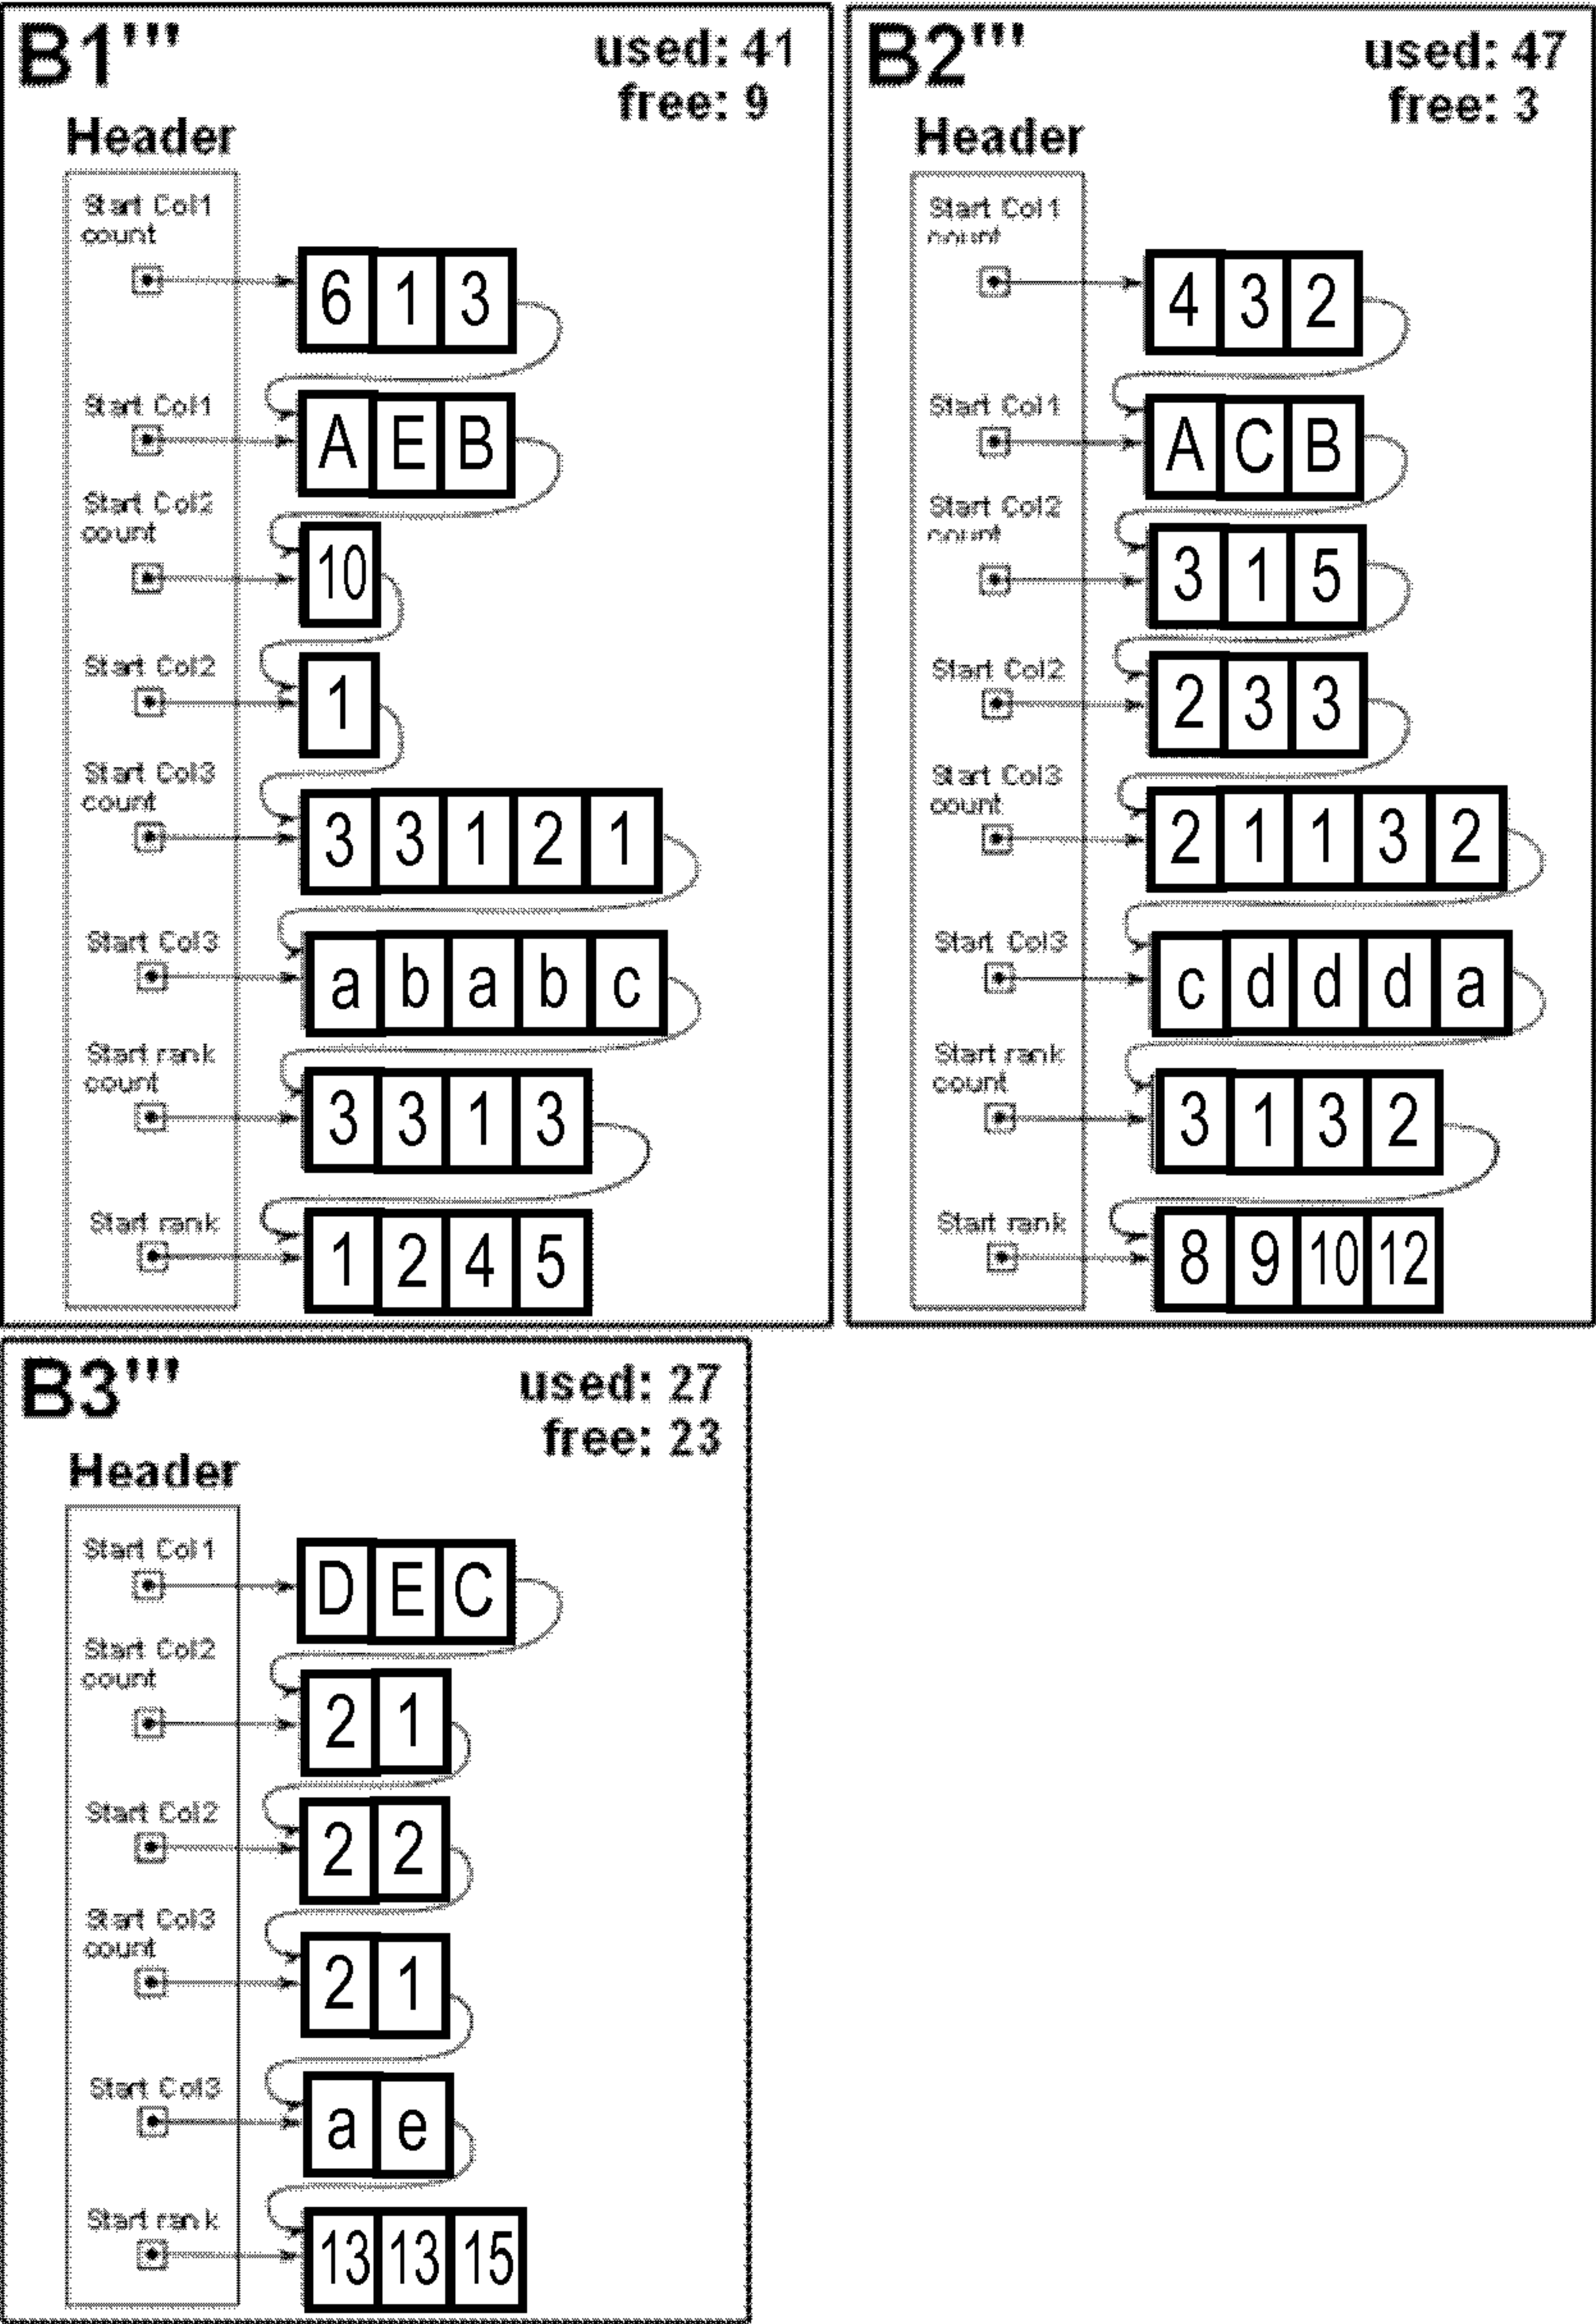 B1'''
used: 41
free: 9
Header
Start Col1
count
6 1 3
Start Col1
A E B
Start Col2
count
10
Start Col2
1
Start Col3
count
3 3 1 2 1
Start Col3
a b a b c
Start rank
count
3 3 1 3
Start rank
1 2 4 5
B2'''
used: 47
free: 3
Header
Start Col1
count
4 3 2
Start Col1
A C B
Start Col2
count
3 1 5
Start Col2
2 3 3
Start Col3
count
2 1 1 3 2
Start Col3
c d d d a
Start rank
count
3 1 3 2
Start rank
8 9 10 12
B3'''
used: 27
free: 23
Header
Start Col1
D E C
Start Col2
count
2 1
Start Col2
2 2
Start Col3
count
2 1
Start Col3
a e
Start rank
13 13 15